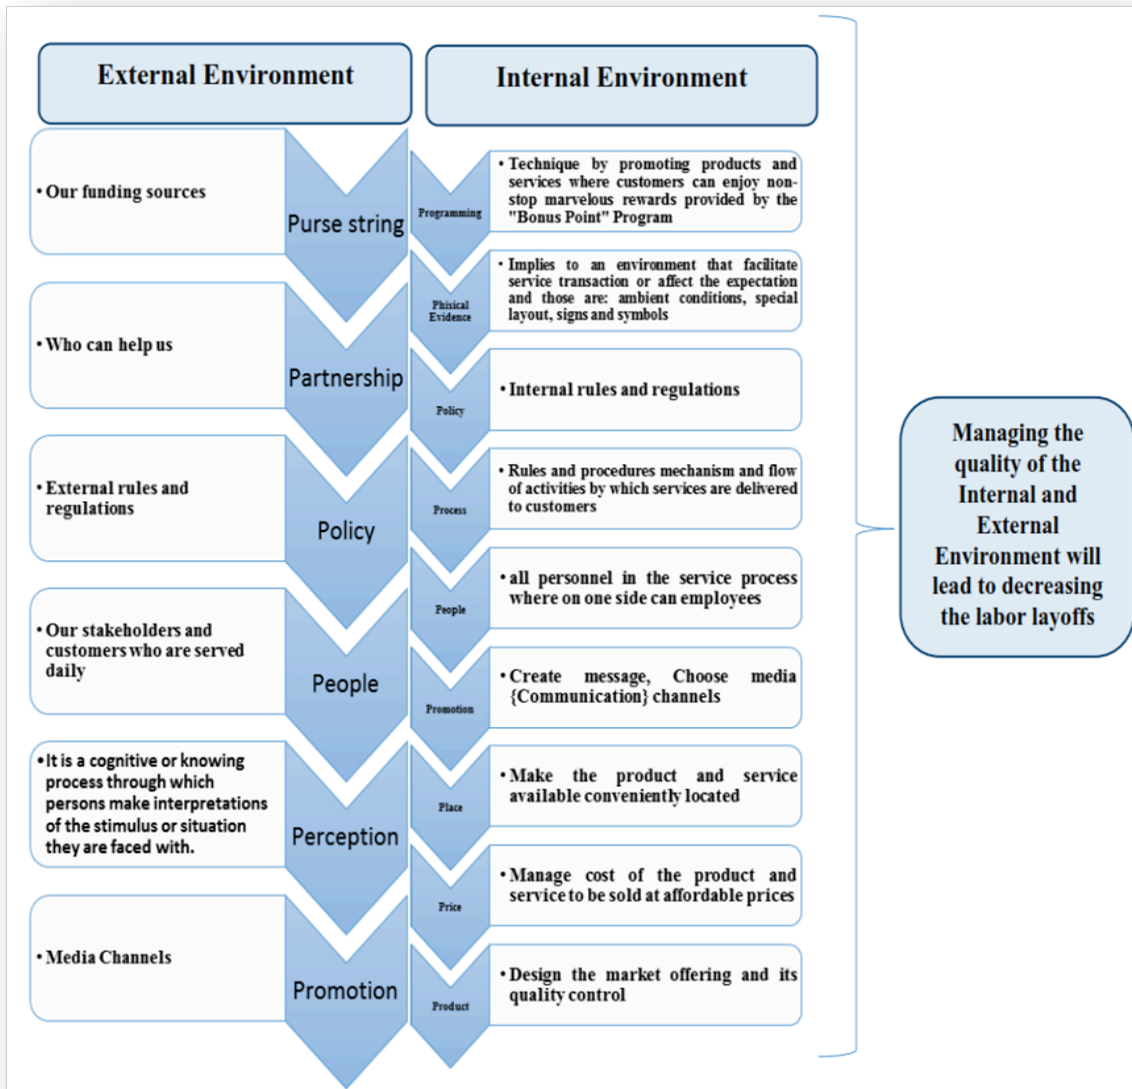 External Environment
Internal Environment
• Our funding sources
Purse string
• Who can help us
Partnership
• External rules and
regulations
Policy
• Our stakeholders and
customers who are served
daily
People
• It is a cognitive or knowing
process through which
persons make interpretations
of the stimulus or situation
they are faced with.
Perception
• Media Channels
Promotion
Programming
• Technique by promoting products and
services where customers can enjoy non-
stop marvelous rewards provided by the
"Bonus Point" Program
Phisical
Evidence
• Implies to an environment that facilitate
service transaction or affect the expectation
and those are: ambient conditions, special
layout, signs and symbols
Policy
• Internal rules and regulations
Process
• Rules and procedures mechanism and flow
of activities by which services are delivered
to customers
People
• all personnel in the service process
where on one side can employees
Promotion
• Create message, Choose media
{Communication} channels
Place
• Make the product and service
available conveniently located
Price
• Manage cost of the product and
service to be sold at affordable prices
Product
• Design the market offering and its
quality control
Managing the
quality of the
Internal and
External
Environment will
lead to decreasing
the labor layoffs